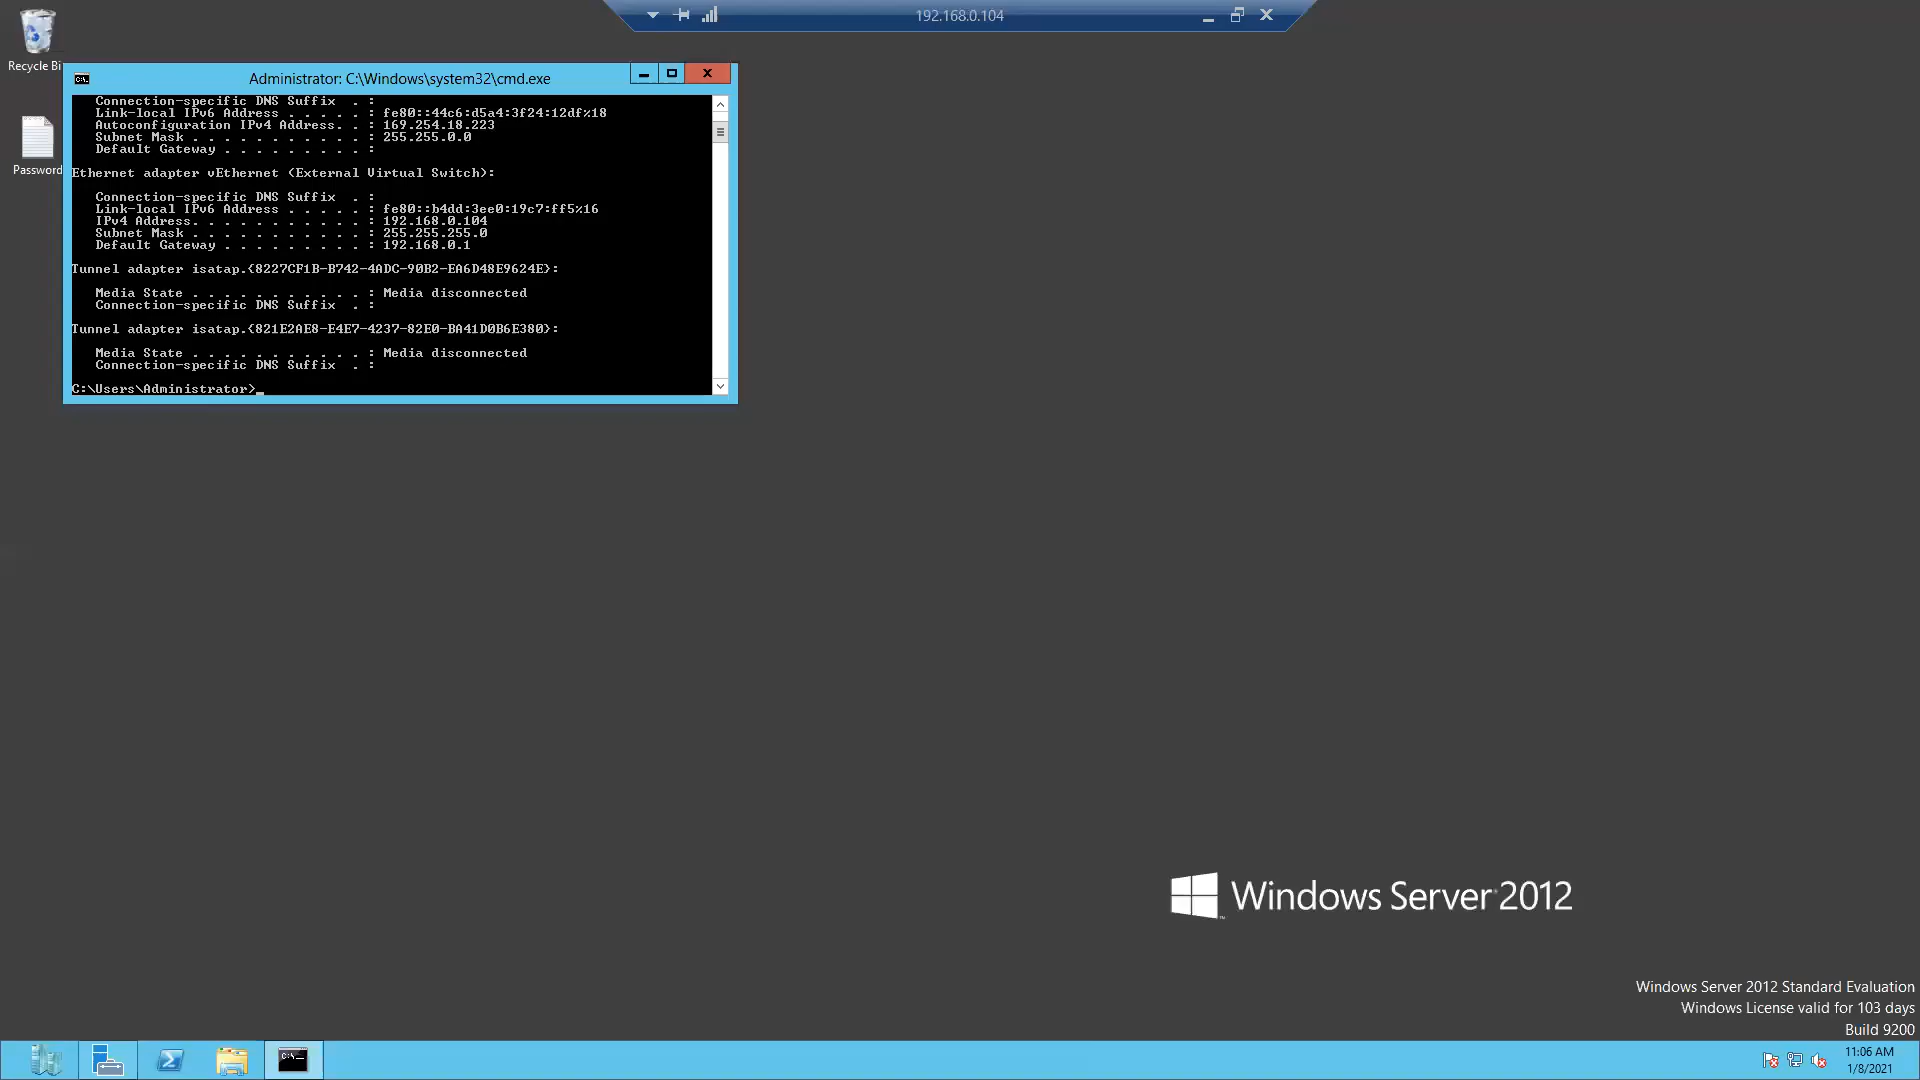 192.168.0.104
Recycle Bi
Password
Administrator: C:\Windows\system32\cmd.exe
Connection-specific DNS Suffix  . :
Link-local IPv6 Address . . . . . : fe80::44c6:d5a4:3f24:12df%18
Autoconfiguration IPv4 Address. . : 169.254.18.223
Subnet Mask . . . . . . . . . . . : 255.255.0.0
Default Gateway . . . . . . . . . :
Ethernet adapter vEthernet (External Virtual Switch):
Connection-specific DNS Suffix  . :
Link-local IPv6 Address . . . . . : fe80::b4dd:3ee0:19c7:ff5%16
IPv4 Address. . . . . . . . . . . : 192.168.0.104
Subnet Mask . . . . . . . . . . . : 255.255.255.0
Default Gateway . . . . . . . . . : 192.168.0.1
Tunnel adapter isatap.{8227CF1B-B742-4ADC-90B2-EA6D48E9624E}:
Media State . . . . . . . . . . . : Media disconnected
Connection-specific DNS Suffix  . :
Tunnel adapter isatap.{821E2AE8-E4E7-4237-82E0-BA41D0B6E380}:
Media State . . . . . . . . . . . : Media disconnected
Connection-specific DNS Suffix  . :
C:\Users\Administrator>_
Windows Server 2012
Windows Server 2012 Standard Evaluation
Windows License valid for 103 days
Build 9200
11:06 AM
1/8/2021